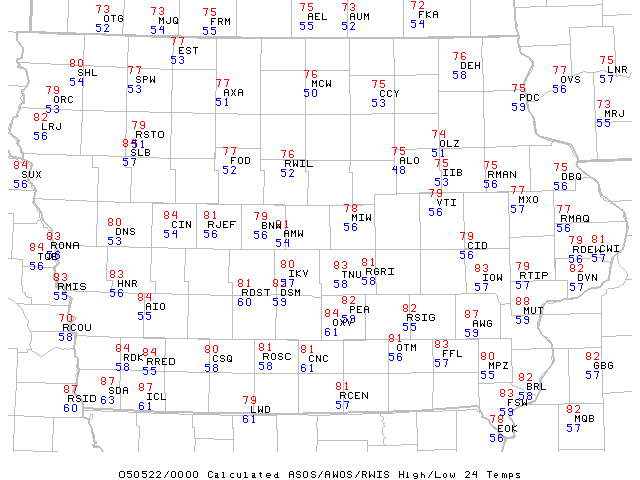 73 OTG 52
73 MJQ 54
75 FRM 55
75 AEL 55
73 AUM 52
72 FKA 54
77 EST 53
80 SHL 54
77 SPW 53
77 AXA 51
76 MCW 50
75 CCY 53
76 DEH 58
75 PDC 59
77 OVS 56
75 LNR 57
73 MRJ 55
79 ORC 53
82 LRJ 56
79 RSTO 51
SLB 57
84 SUX 56
77 FOD 52
76 RWIL 52
75 ALO 48
74 OLZ 51
75 IIB 53
75 RMAN 56
75 DBQ 56
79 VTI 56
77 MXO 57
77 RMAQ 56
80 DNS 53
84 CIN 54
81 RJEF 56
79 BNW 56
81 AMW 54
78 MIW 56
79 CID 56
79 RDEW 56
81 CWI 57
83 RONA
84 56
83 RMIS 55
83 HNR 56
84 AIO 55
81 RDST 60
80 IKV 57
DSM 59
83 TNU 58
81 RGRI 58
83 IOW 57
79 RTIP 57
82 DVN 57
70 RCOU 58
84 OXV 61
82 PEA 59
82 RSIG 55
87 AWG 59
88 MUT 59
84 RDK 58
84 RRED 55
80 CSQ 58
81 ROSC 58
81 CNC 61
81 OTM 56
83 FFL 57
80 MPZ 55
82 GBG 57
87 RSID 60
87 SDA 63
87 ICL 61
79 LWD 61
81 RCEN 57
82 BRL 58
83 FSW 59
78 EOK 56
82 MQB 57
050522/0000 Calculated ASOS/AWOS/RWIS High/Low 24 Temps